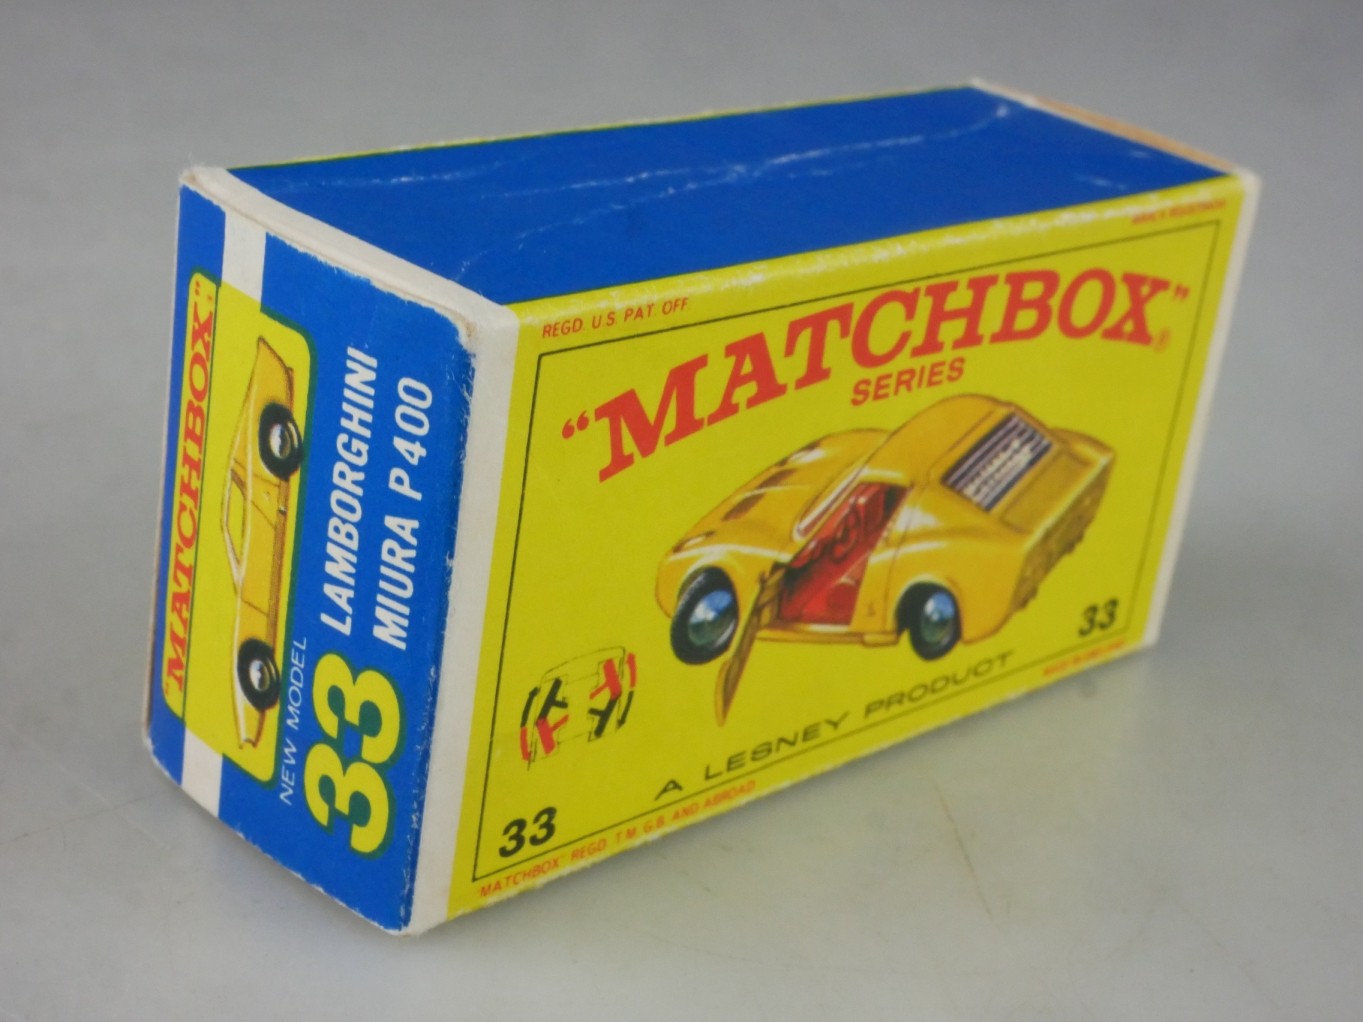 "MATCHBOX"
NEW MODEL
33
LAMBORGHINI
MIURA P400
REGD. U.S. PAT. OFF.
"MATCHBOX"®
SERIES
33
A LESNEY PRODUCT
33
MATCHBOX" REGD. T.M. G.B. AND ABROAD